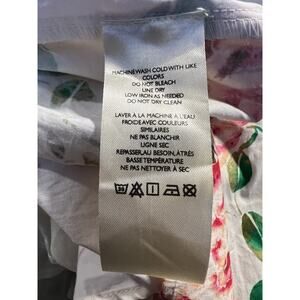 MACHINE WASH COLD WITH LIKE
COLORS
DO NOT BLEACH
LINE DRY
LOW IRON AS NEEDED
DO NOT DRY CLEAN
LAVER A LA MACHINE A L'EAU
FROIDE AVEC COULEURS
SIMILAIRES
NE PAS BLANCHIR
LIGNE SEC
REPASSER AU BESOIN, À TRÈS
BASSE TEMPÉRATURE
NE PAS NETTOYER À SEC